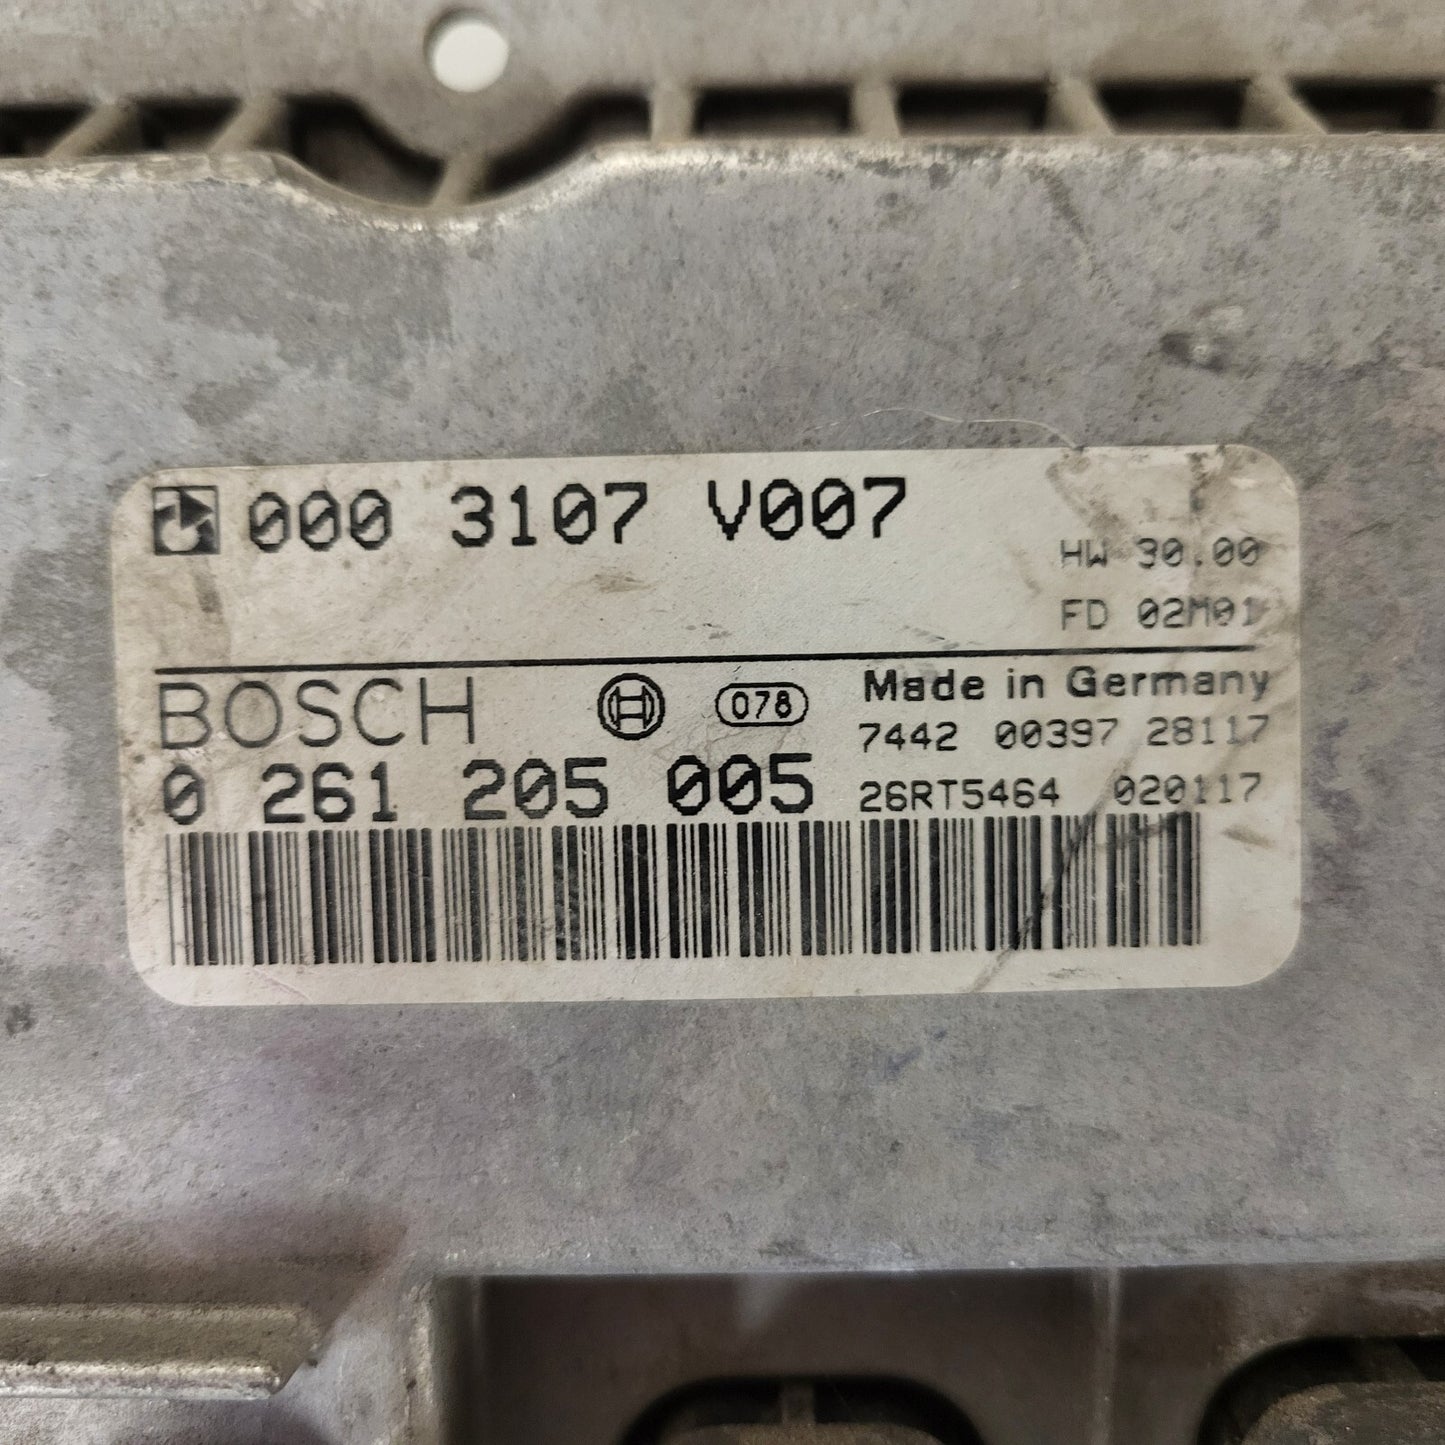 000 3107 V007
HW 30.00
FD 02M01
BOSCH 078 Made in Germany
7442 00397 28117
0 261 205 005 26RT5464 020117